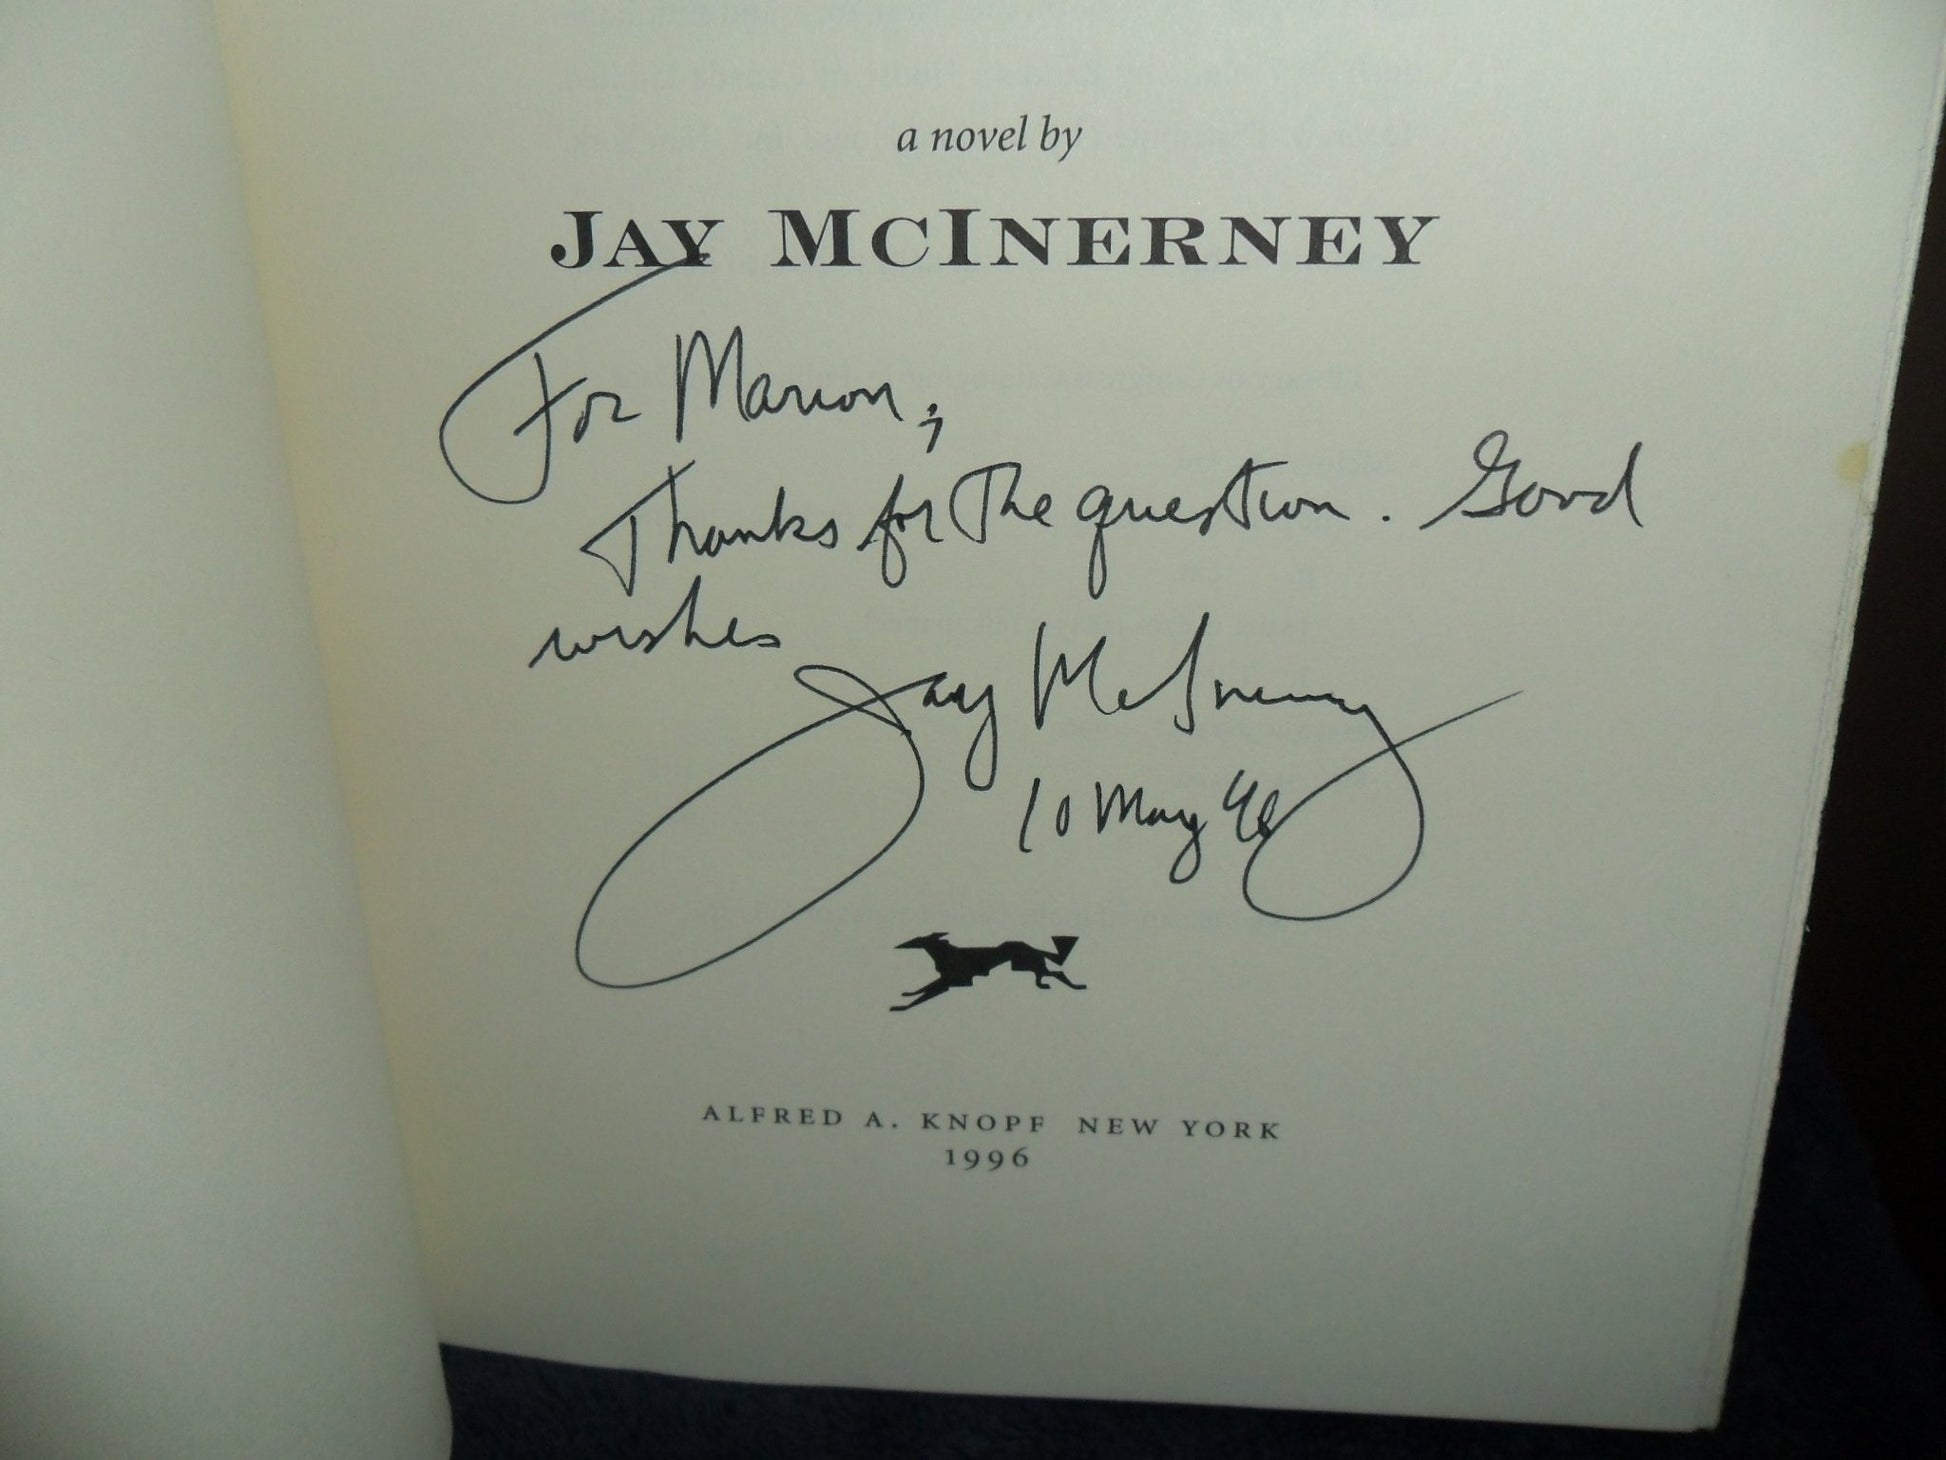 a novel by
JAY MCINERNEY
For Marion,
Thanks for the question. Good
wishes
Jay McInerney
10 May 96
ALFRED A. KNOPF NEW YORK
1996